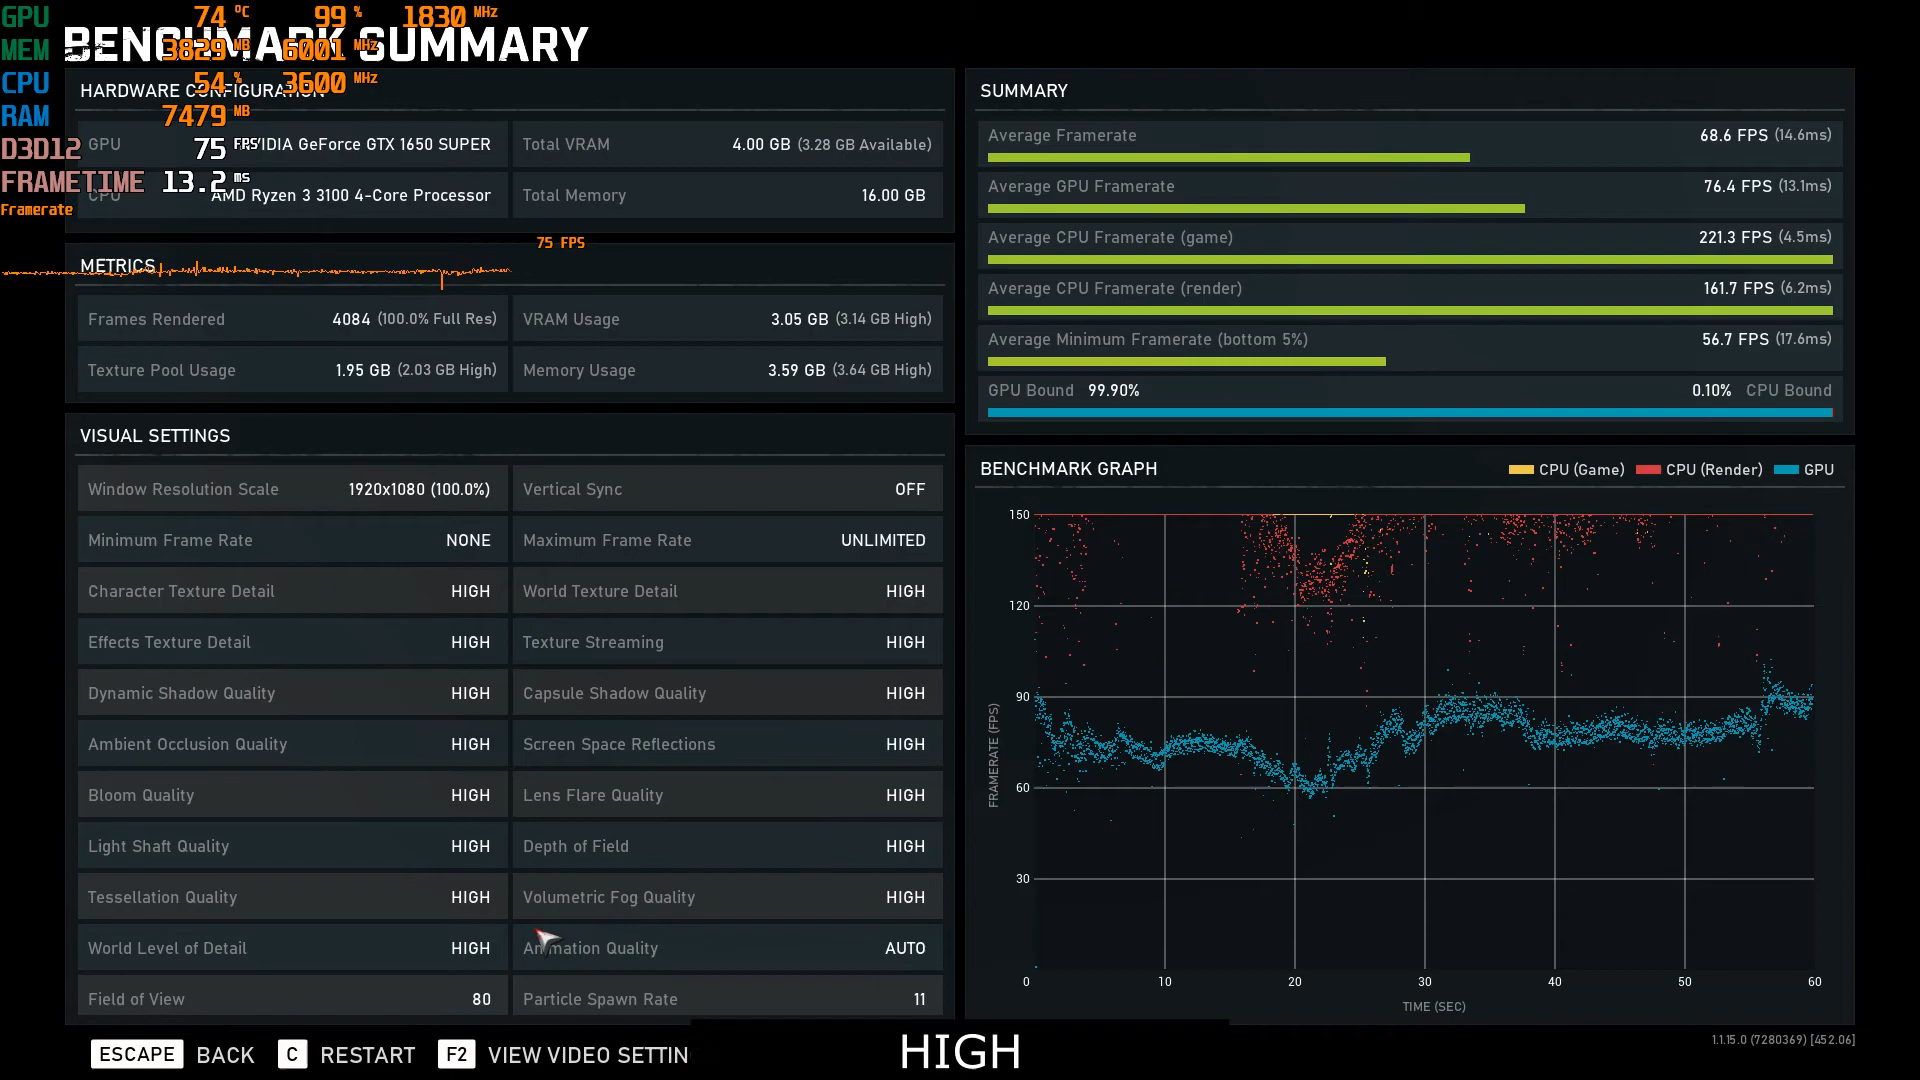 GPU 74 °C 99 % 1830 MHz
BENCHMARK SUMMARY
MEM 3829 MB 6001 MHz
CPU 54 % 3600 MHz
HARDWARE CONFIGURATION
RAM 7479 MB
D3D12 75 FPS
GPU NVIDIA GeForce GTX 1650 SUPER
Total VRAM 4.00 GB (3.28 GB Available)
FRAMETIME 13.2 ms
CPU AMD Ryzen 3 3100 4-Core Processor
Total Memory 16.00 GB
Framerate
75 FPS
METRICS
Frames Rendered 4084 (100.0% Full Res)
VRAM Usage 3.05 GB (3.14 GB High)
Texture Pool Usage 1.95 GB (2.03 GB High)
Memory Usage 3.59 GB (3.64 GB High)
VISUAL SETTINGS
Window Resolution Scale 1920x1080 (100.0%)
Vertical Sync OFF
Minimum Frame Rate NONE
Maximum Frame Rate UNLIMITED
Character Texture Detail HIGH
World Texture Detail HIGH
Effects Texture Detail HIGH
Texture Streaming HIGH
Dynamic Shadow Quality HIGH
Capsule Shadow Quality HIGH
Ambient Occlusion Quality HIGH
Screen Space Reflections HIGH
Bloom Quality HIGH
Lens Flare Quality HIGH
Light Shaft Quality HIGH
Depth of Field HIGH
Tessellation Quality HIGH
Volumetric Fog Quality HIGH
World Level of Detail HIGH
Animation Quality AUTO
Field of View 80
Particle Spawn Rate 11
SUMMARY
Average Framerate 68.6 FPS (14.6ms)
Average GPU Framerate 76.4 FPS (13.1ms)
Average CPU Framerate (game) 221.3 FPS (4.5ms)
Average CPU Framerate (render) 161.7 FPS (6.2ms)
Average Minimum Framerate (bottom 5%) 56.7 FPS (17.6ms)
GPU Bound 99.90% 0.10% CPU Bound
BENCHMARK GRAPH
CPU (Game) CPU (Render) GPU
150
120
90
60
30
FRAMERATE (FPS)
0 10 20 30 40 50 60
TIME (SEC)
ESCAPE BACK C RESTART F2 VIEW VIDEO SETTIN
HIGH
1.1.15.0 (7280369) [452.06]